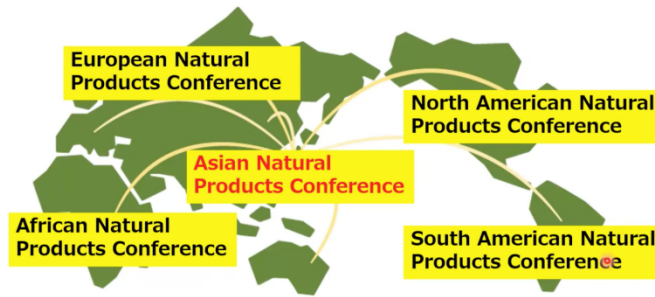 European Natural
Products Conference
North American Natural
Products Conference
Asian Natural
Products Conference
African Natural
Products Conference
South American Natural
Products Conference